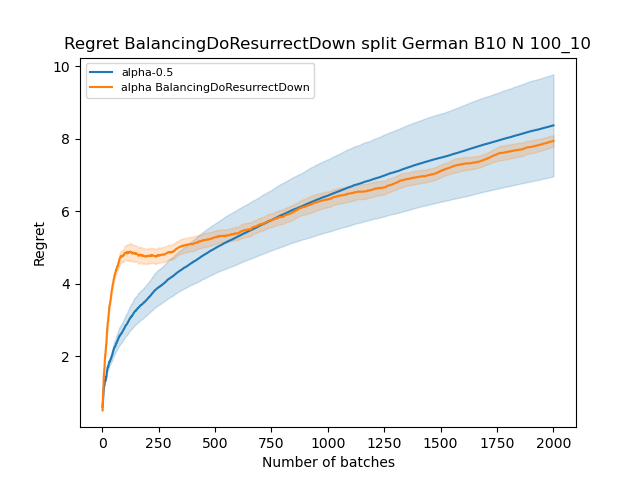 Regret BalancingDoResurrectDown split German B10 N 100_10
alpha-0.5
alpha BalancingDoResurrectDown
10
8
6
4
2
Regret
0
250
500
750
1000
1250
1500
1750
2000
Number of batches